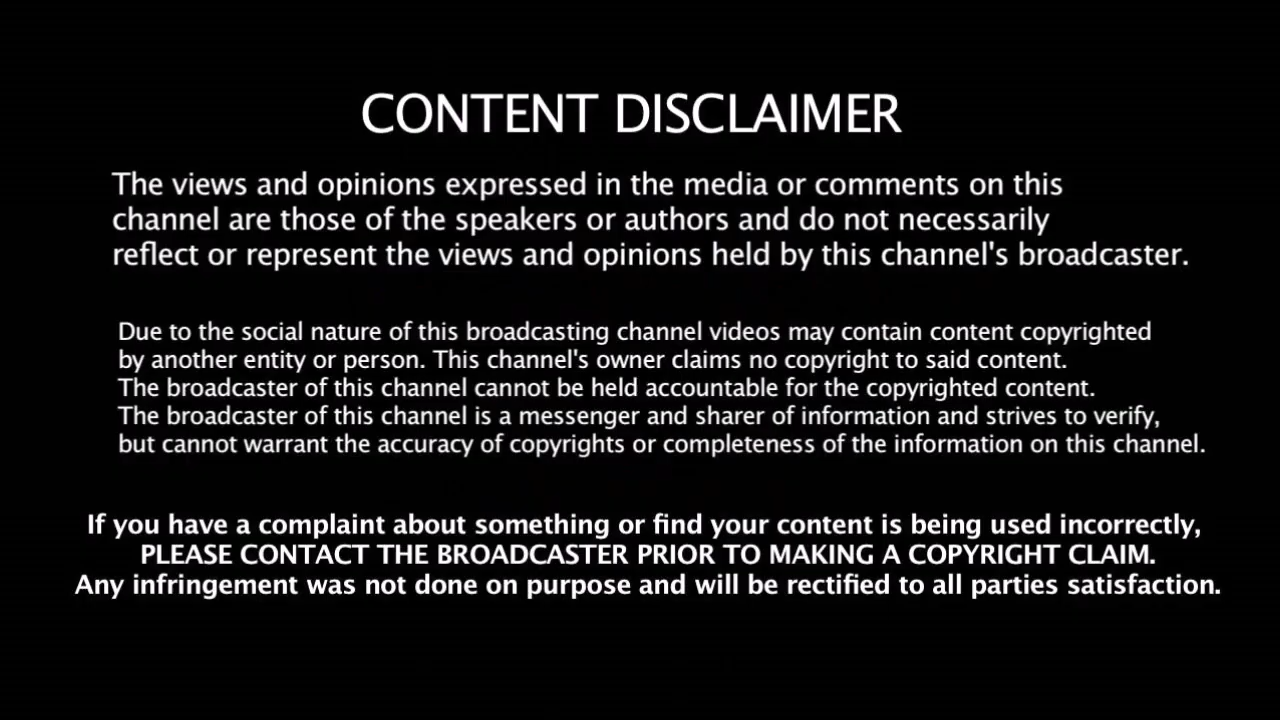 CONTENT DISCLAIMER
The views and opinions expressed in the media or comments on this
channel are those of the speakers or authors and do not necessarily
reflect or represent the views and opinions held by this channel's broadcaster.
Due to the social nature of this broadcasting channel videos may contain content copyrighted
by another entity or person. This channel's owner claims no copyright to said content.
The broadcaster of this channel cannot be held accountable for the copyrighted content.
The broadcaster of this channel is a messenger and sharer of information and strives to verify,
but cannot warrant the accuracy of copyrights or completeness of the information on this channel.
If you have a complaint about something or find your content is being used incorrectly,
PLEASE CONTACT THE BROADCASTER PRIOR TO MAKING A COPYRIGHT CLAIM.
Any infringement was not done on purpose and will be rectified to all parties satisfaction.